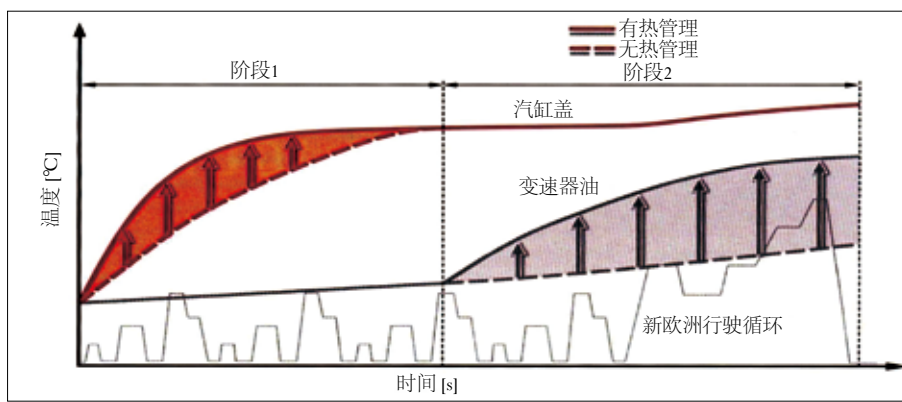 有热管理
无热管理
阶段1
阶段2
汽缸盖
变速器油
新欧洲行驶循环
温度 [℃]
时间 [s]